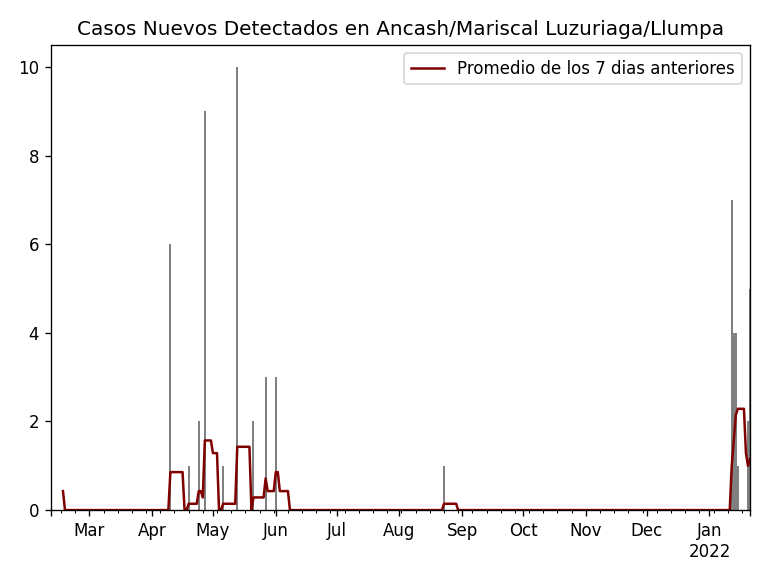 Casos Nuevos Detectados en Ancash/Mariscal Luzuriaga/Llumpa
Promedio de los 7 dias anteriores
10
8
6
4
2
0
Mar Apr May Jun Jul Aug Sep Oct Nov Dec Jan
2022